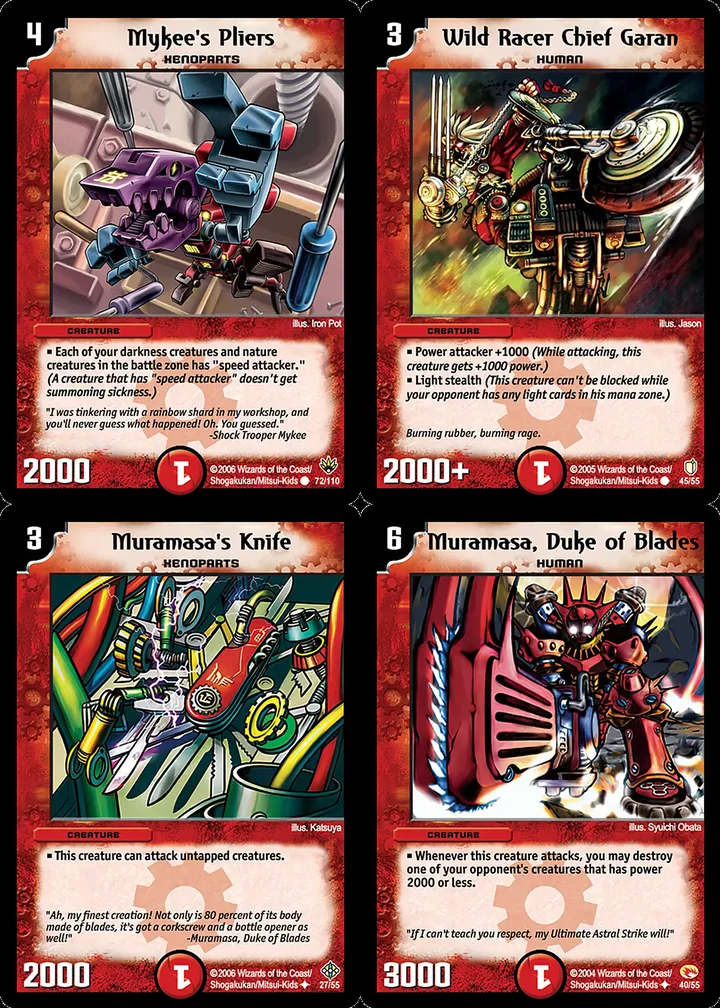 4
Mykee's Pliers
XENOPARTS
illus. Iron Pot
CREATURE
▪ Each of your darkness creatures and nature
creatures in the battle zone has "speed attacker."
(A creature that has "speed attacker" doesn't get
summoning sickness.)
"I was tinkering with a rainbow shard in my workshop, and
you'll never guess what happened! Oh. You guessed."
-Shock Trooper Mykee
2000
1
©2006 Wizards of the Coast/
Shogakukan/Mitsui-Kids ● 72/110
3
Wild Racer Chief Garan
HUMAN
illus. Jason
CREATURE
▪ Power attacker +1000 (While attacking, this
creature gets +1000 power.)
▪ Light stealth (This creature can't be blocked while
your opponent has any light cards in his mana zone.)
Burning rubber, burning rage.
2000+
1
©2005 Wizards of the Coast/
Shogakukan/Mitsui-Kids ● 45/55
3
Muramasa's Knife
XENOPARTS
illus. Katsuya
CREATURE
▪ This creature can attack untapped creatures.
"Ah, my finest creation! Not only is 80 percent of its body
made of blades, it's got a corkscrew and a bottle opener as
well!" -Muramasa, Duke of Blades
2000
1
©2006 Wizards of the Coast/
Shogakukan/Mitsui-Kids ✦ 27/55
6
Muramasa, Duke of Blades
HUMAN
illus. Syuichi Obata
CREATURE
▪ Whenever this creature attacks, you may destroy
one of your opponent's creatures that has power
2000 or less.
"If I can't teach you respect, my Ultimate Astral Strike will!"
3000
1
©2004 Wizards of the Coast/
Shogakukan/Mitsui-Kids ✦ 40/55